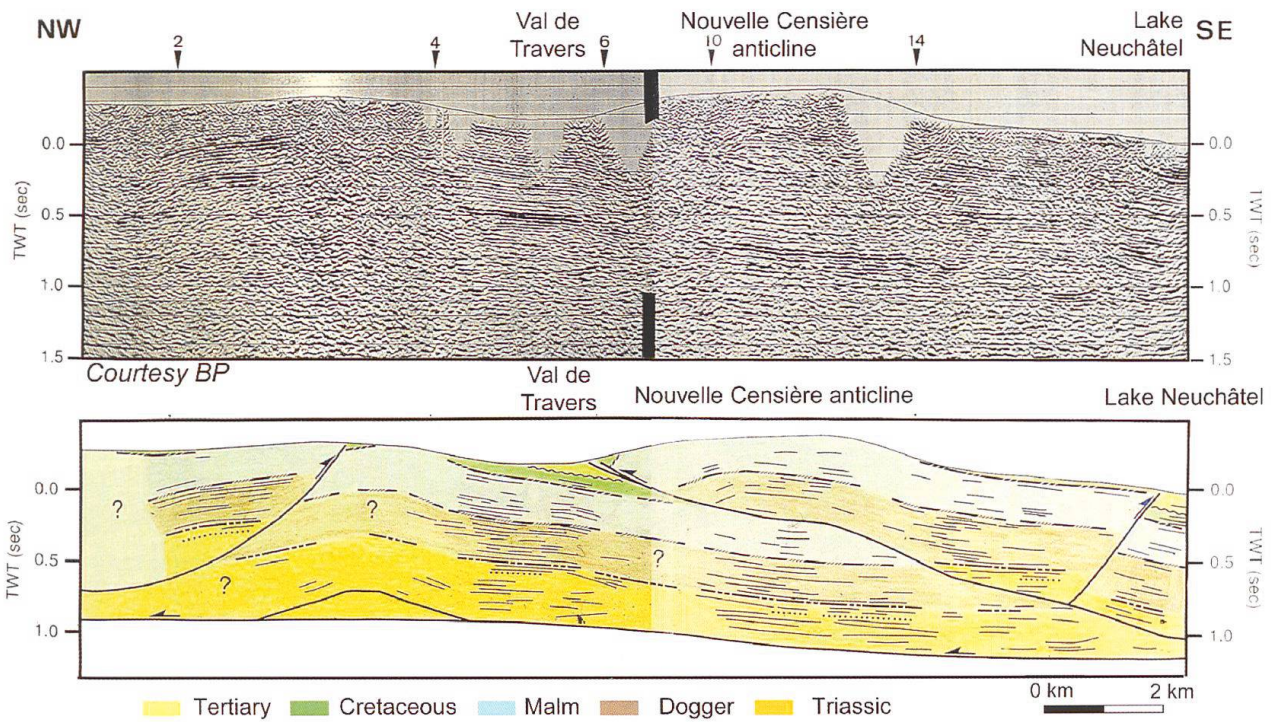 NW
Val de
Travers
Nouvelle Censière
anticline
Lake
Neuchâtel
SE
2
4
6
10
14
0.0
0.5
1.0
1.5
TWT (sec)
0.0
0.5
1.0
1.5
TWT (sec)
Courtesy BP
Val de
Travers
Nouvelle Censière anticline
Lake Neuchâtel
0.0
0.5
1.0
TWT (sec)
?
?
?
?
0.0
0.5
1.0
TWT (sec)
0 km 2 km
Tertiary Cretaceous Malm Dogger Triassic